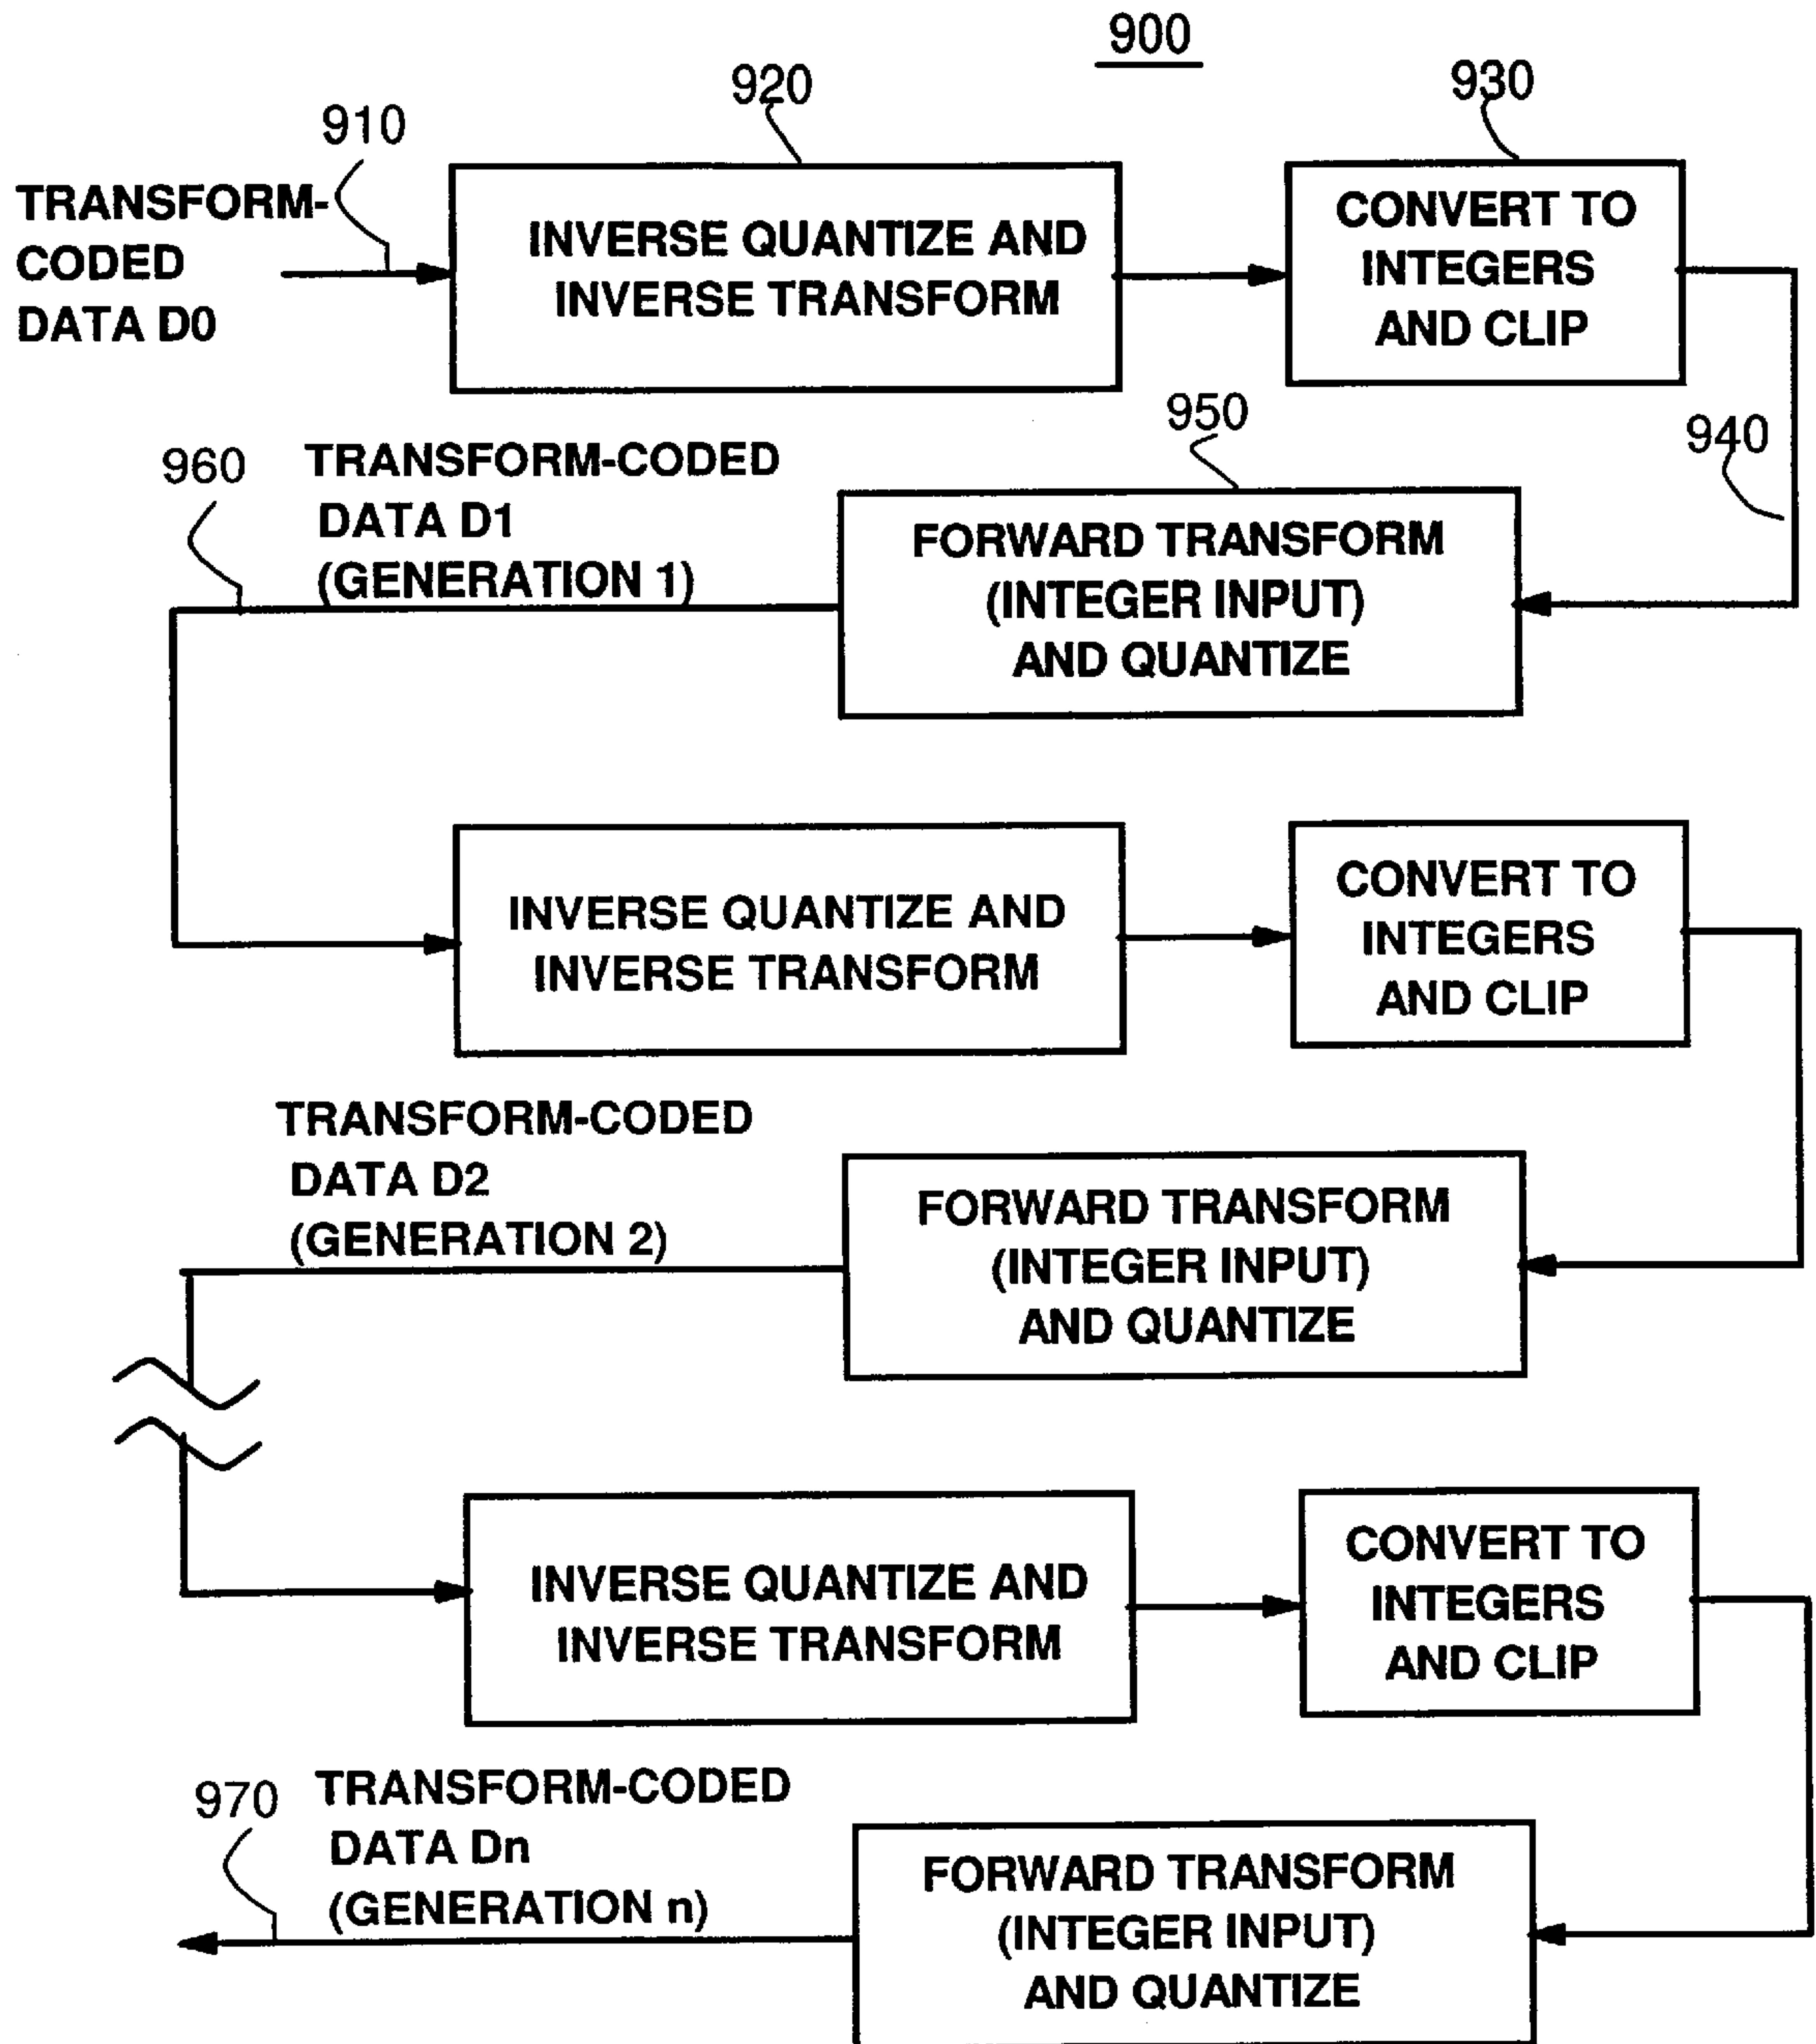 900
910
920
930
TRANSFORM-
CODED
DATA D0
INVERSE QUANTIZE AND
INVERSE TRANSFORM
CONVERT TO
INTEGERS
AND CLIP
940
950
960
TRANSFORM-CODED
DATA D1
(GENERATION 1)
FORWARD TRANSFORM
(INTEGER INPUT)
AND QUANTIZE
INVERSE QUANTIZE AND
INVERSE TRANSFORM
CONVERT TO
INTEGERS
AND CLIP
TRANSFORM-CODED
DATA D2
(GENERATION 2)
FORWARD TRANSFORM
(INTEGER INPUT)
AND QUANTIZE
INVERSE QUANTIZE AND
INVERSE TRANSFORM
CONVERT TO
INTEGERS
AND CLIP
970
TRANSFORM-CODED
DATA Dn
(GENERATION n)
FORWARD TRANSFORM
(INTEGER INPUT)
AND QUANTIZE